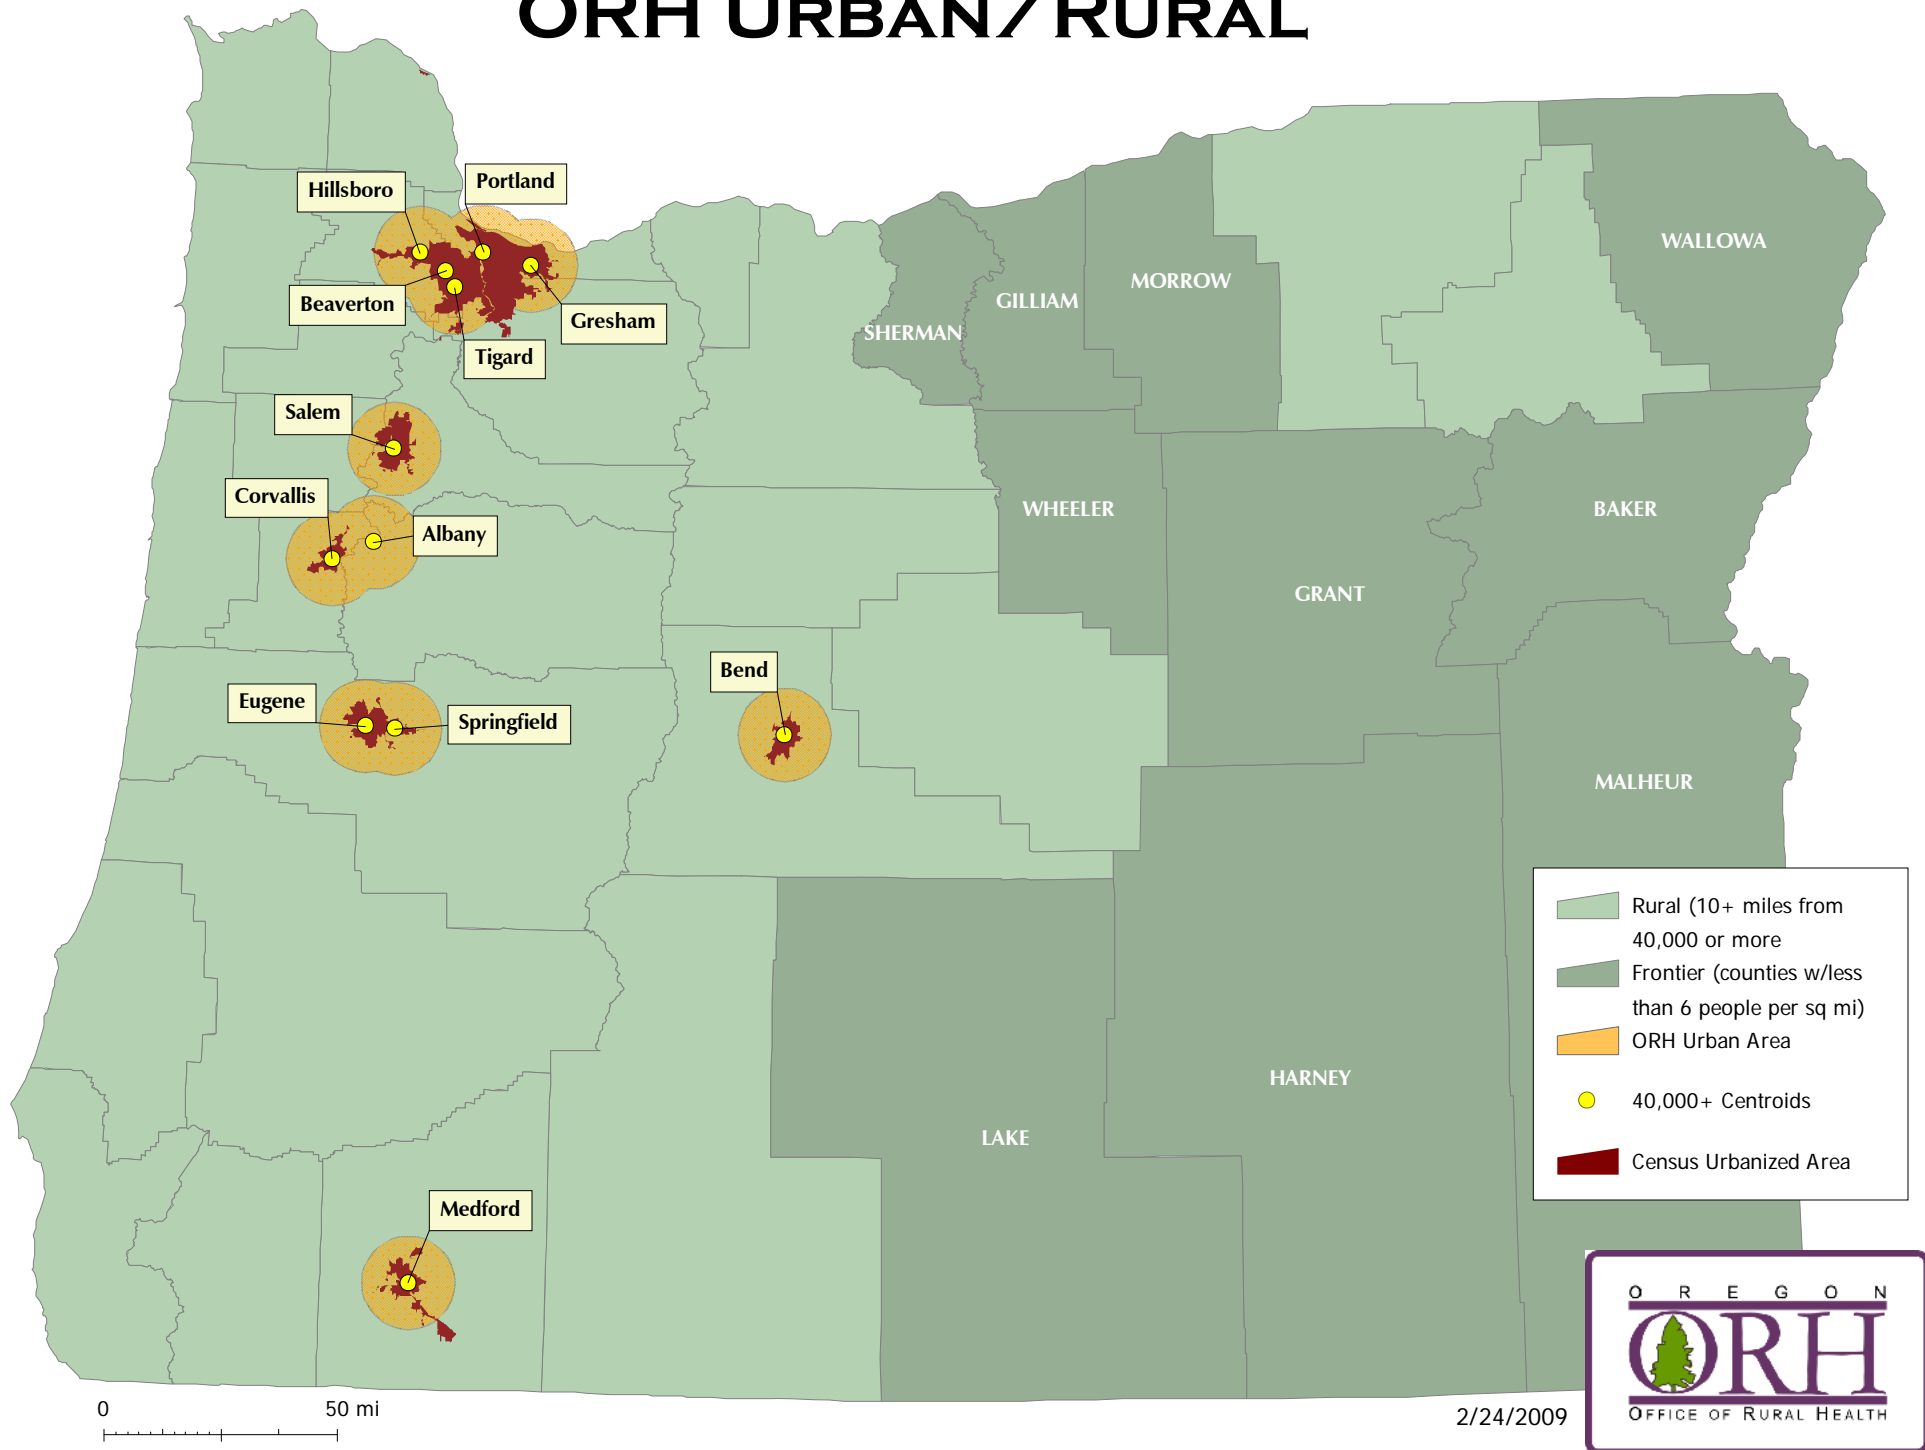 ORH URBAN/RURAL
Portland
Hillsboro
WALLOWA
MORROW
GILLIAM
Beaverton
Gresham
SHERMAN
Tigard
Salem
Corvallis
WHEELER
BAKER
Albany
GRANT
Bend
Eugene
Springfield
MALHEUR
Rural (10+ miles from
40,000 or more
Frontier (counties w/less
than 6 people per sq mi)
ORH Urban Area
HARNEY
40,000+ Centroids
LAKE
Census Urbanized Area
Medford
OREGON
ORH
OFFICE OF RURAL HEALTH
0 50 mi
2/24/2009